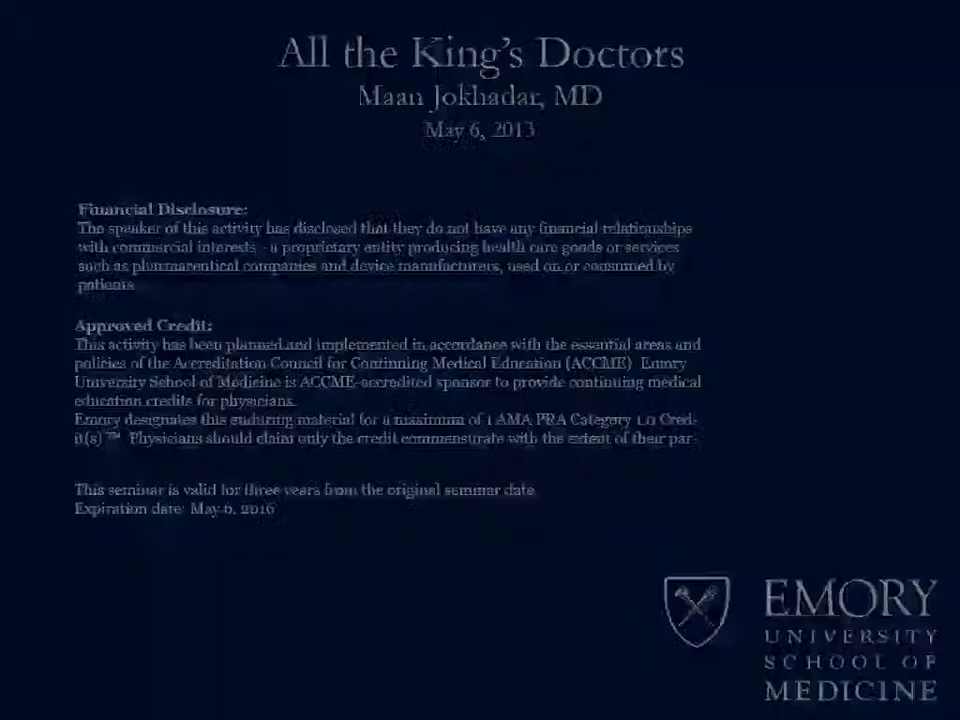 All the King's Doctors
Maan Jokhadar, MD
May 6, 2013
Financial Disclosure:
The speaker of this activity has disclosed that they do not have any financial relationships
with commercial interests - a proprietary entity producing health care goods or services
such as pharmaceutical companies and device manufacturers, used on or consumed by
patients.
Approved Credit:
This activity has been planned and implemented in accordance with the essential areas and
policies of the Accreditation Council for Continuing Medical Education (ACCME) Emory
University School of Medicine is ACCME-accredited sponsor to provide continuing medical
education credits for physicians.
Emory designates this enduring material for a maximum of 1 AMA PRA Category 1.0 Cred-
it(s)™ Physicians should claim only the credit commensurate with the extent of their par-
This seminar is valid for three years from the original seminar date
Expiration date: May 6, 2016
EMORY
UNIVERSITY
SCHOOL OF
MEDICINE